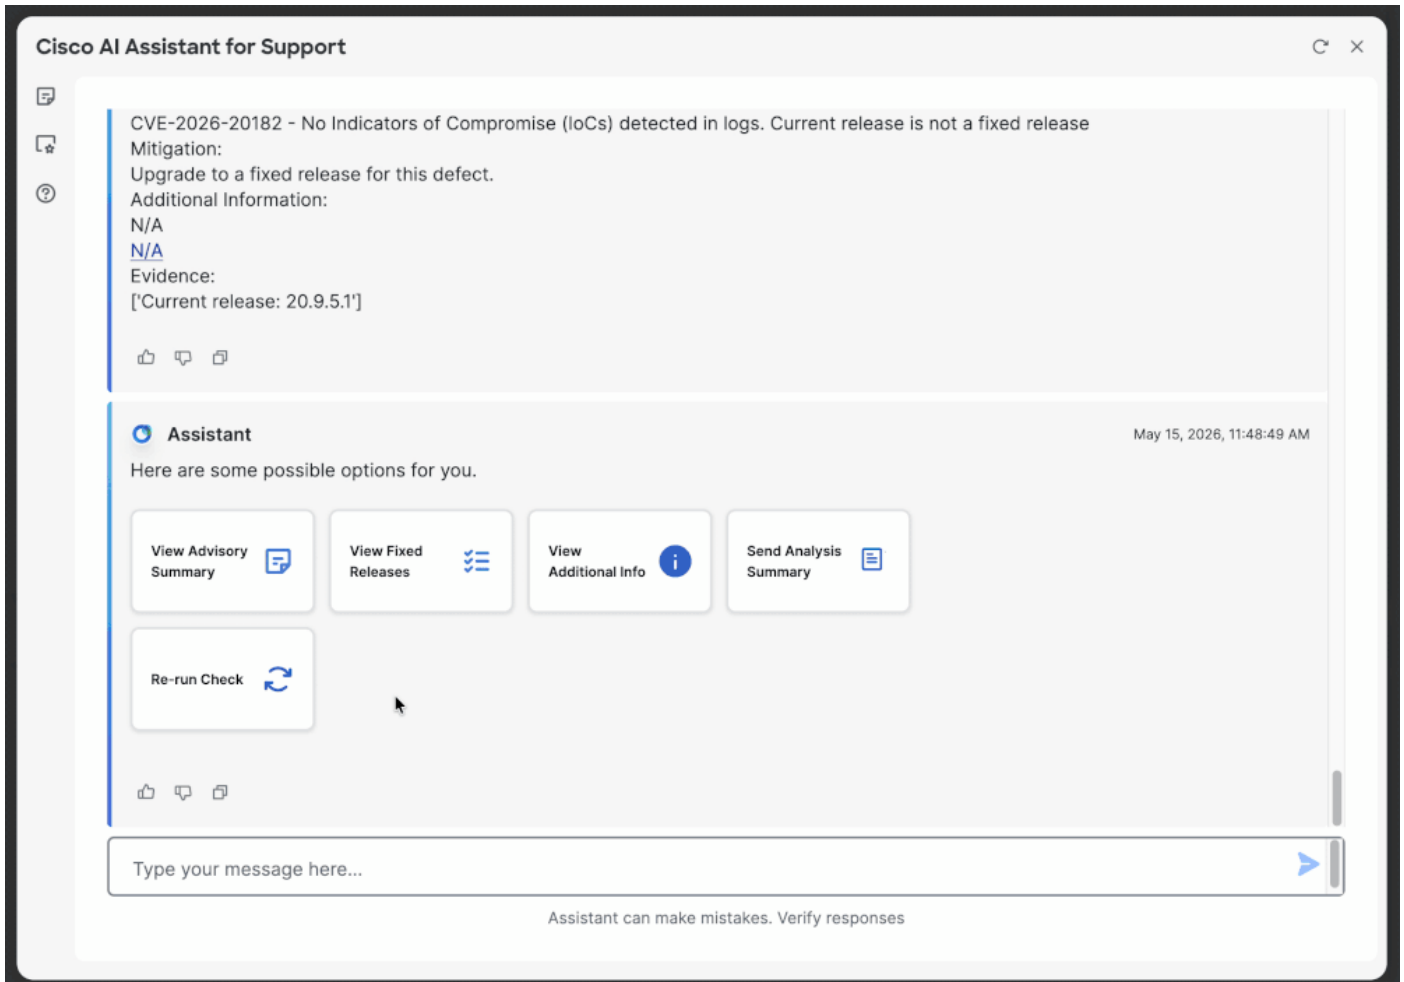 Cisco AI Assistant for Support
CVE-2026-20182 - No Indicators of Compromise (IoCs) detected in logs. Current release is not a fixed release
Mitigation:
Upgrade to a fixed release for this defect.
Additional Information:
N/A
N/A
Evidence:
['Current release: 20.9.5.1']
Assistant
May 15, 2026, 11:48:49 AM
Here are some possible options for you.
View Advisory
Summary
View Fixed
Releases
View
Additional Info
Send Analysis
Summary
Re-run Check
Type your message here...
Assistant can make mistakes. Verify responses